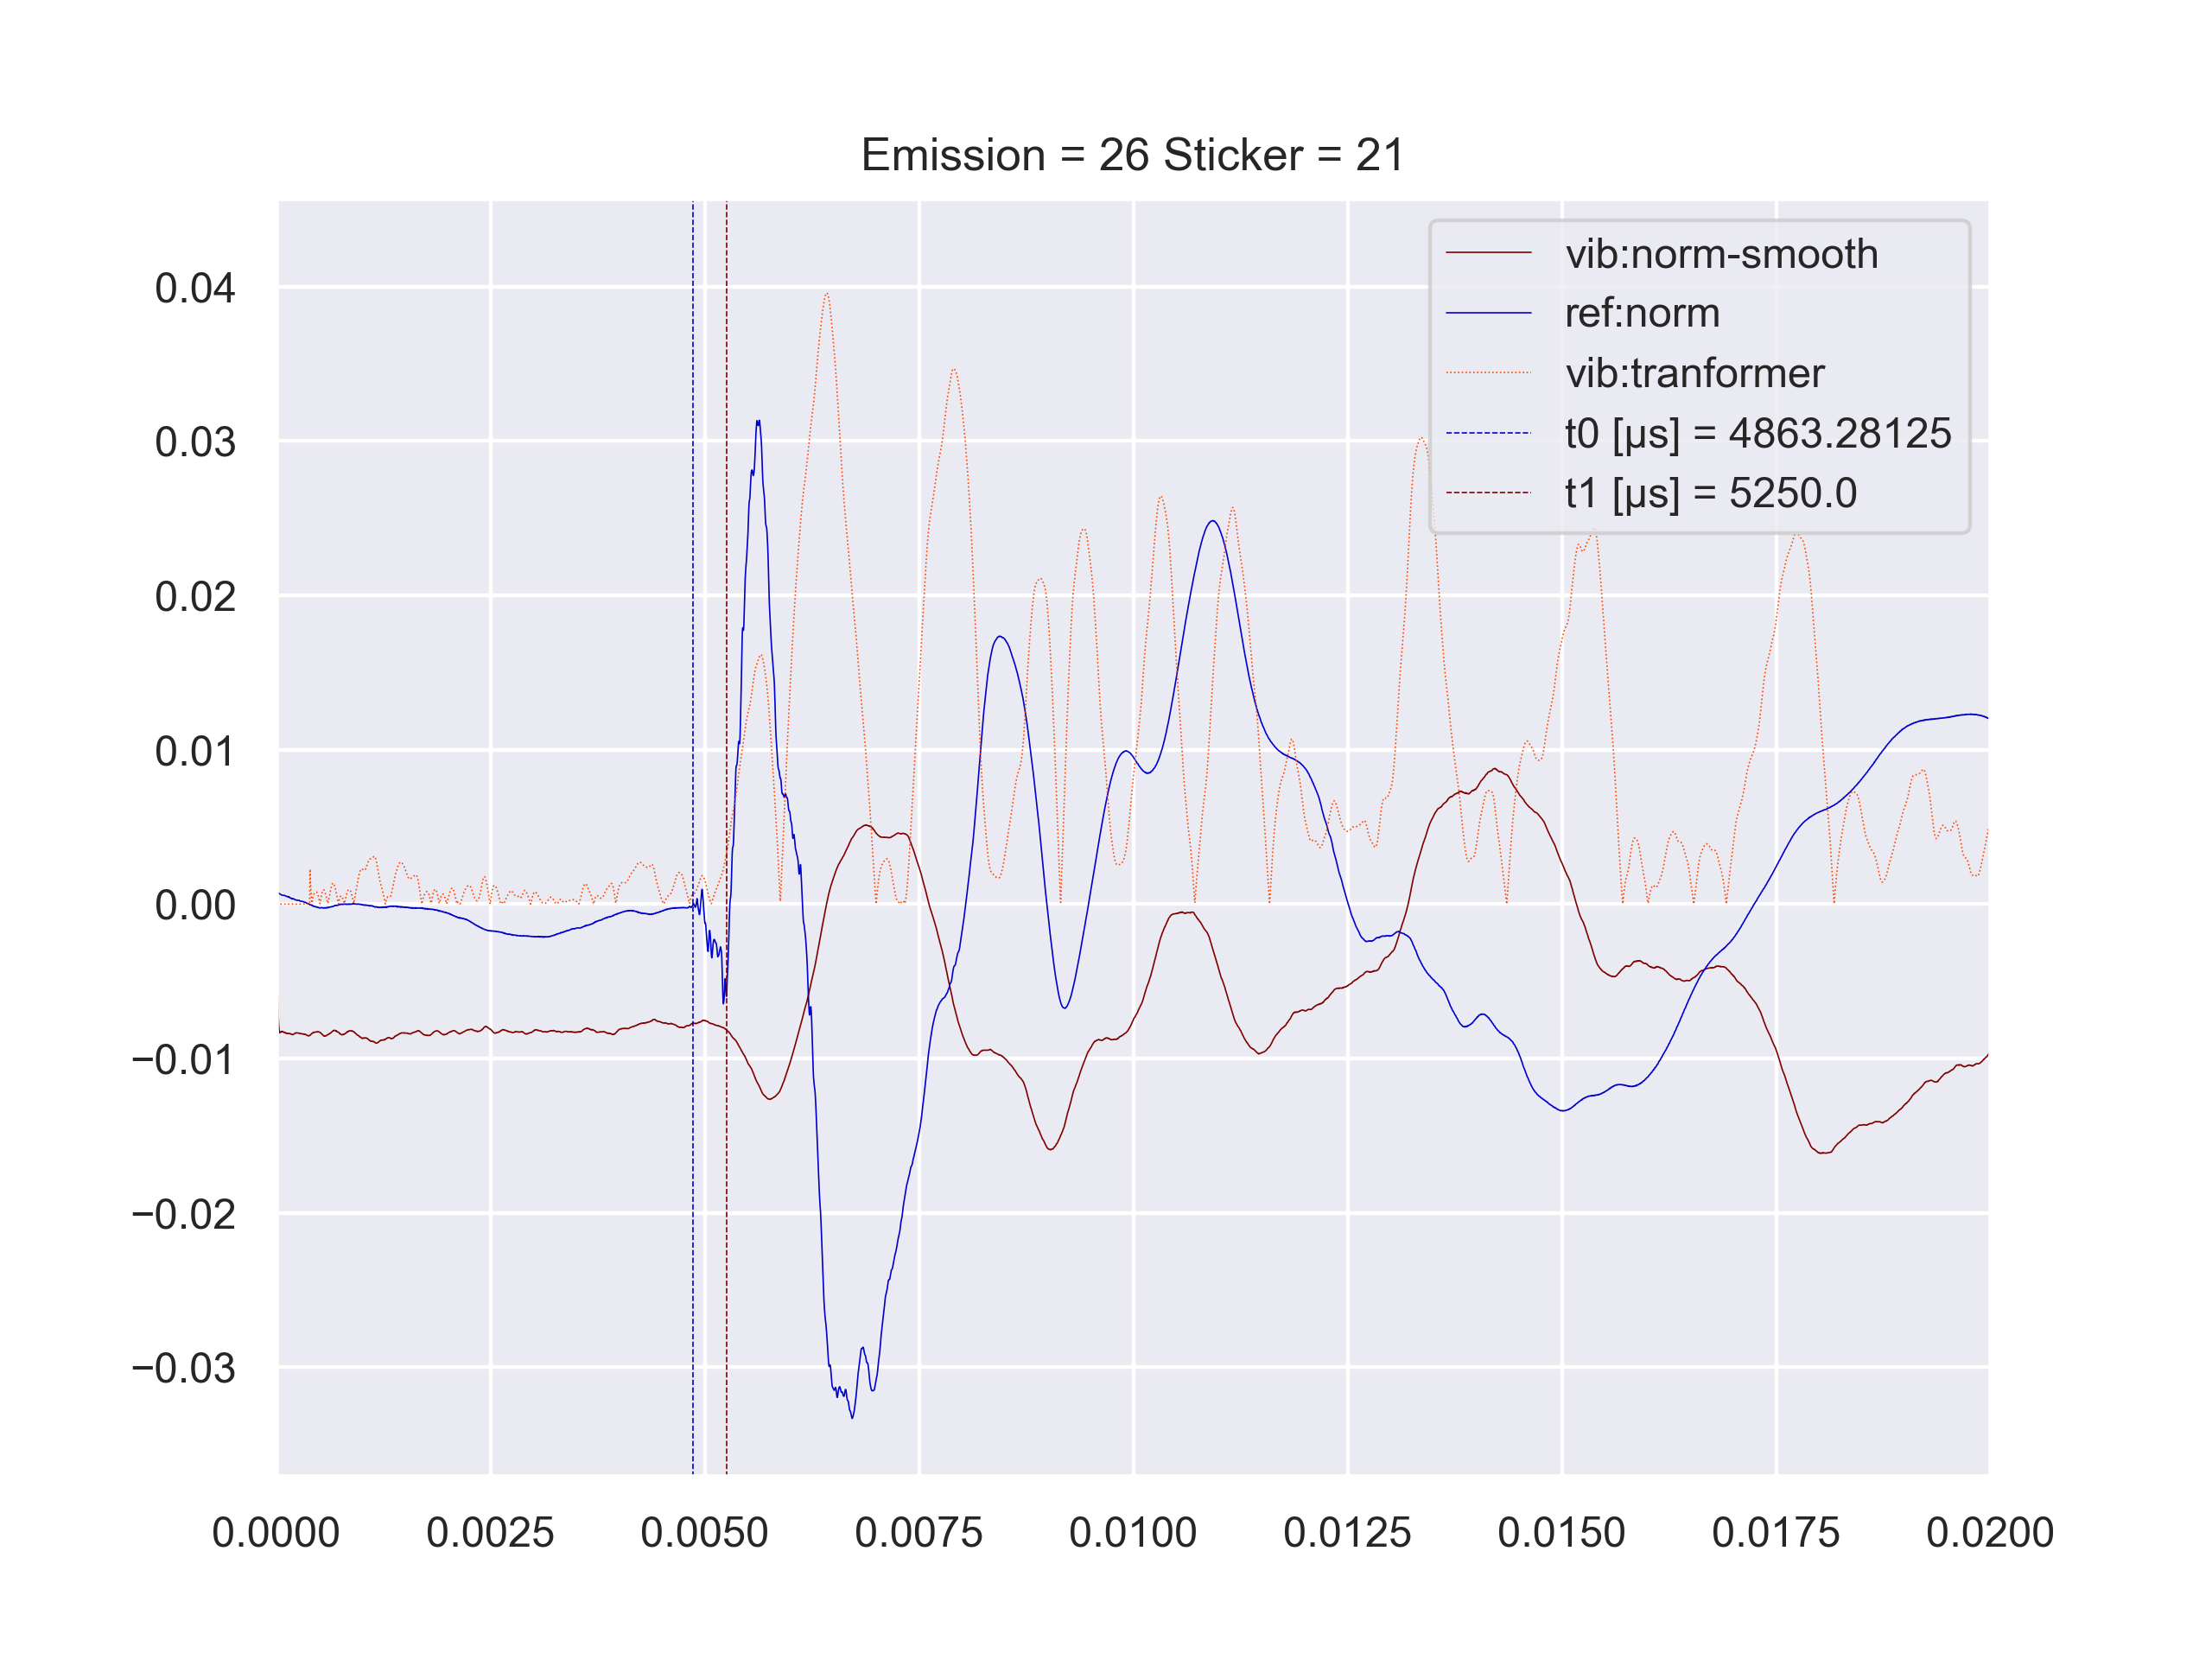 Emission = 26 Sticker = 21
vib:norm-smooth
ref:norm
vib:tranformer
t0 [µs] = 4863.28125
t1 [µs] = 5250.0
0.04
0.03
0.02
0.01
0.00
−0.01
−0.02
−0.03
0.0000 0.0025 0.0050 0.0075 0.0100 0.0125 0.0150 0.0175 0.0200